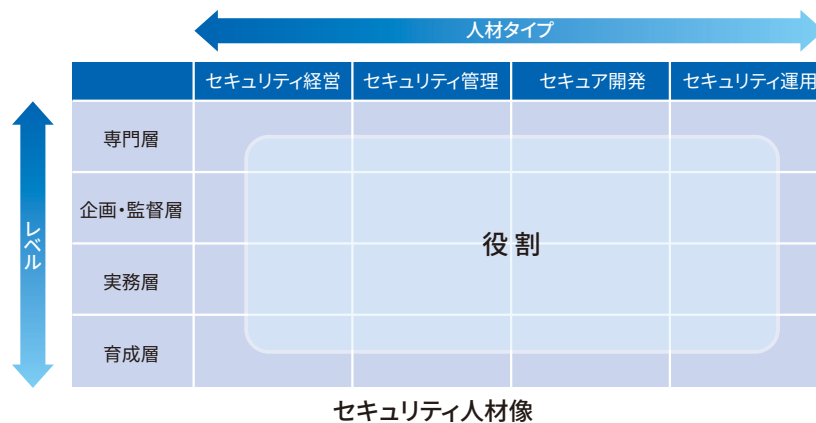 人材タイプ
セキュリティ経営 セキュリティ管理 セキュア開発 セキュリティ運用
レベル
専門層
企画・監督層
役割
実務層
育成層
セキュリティ人材像